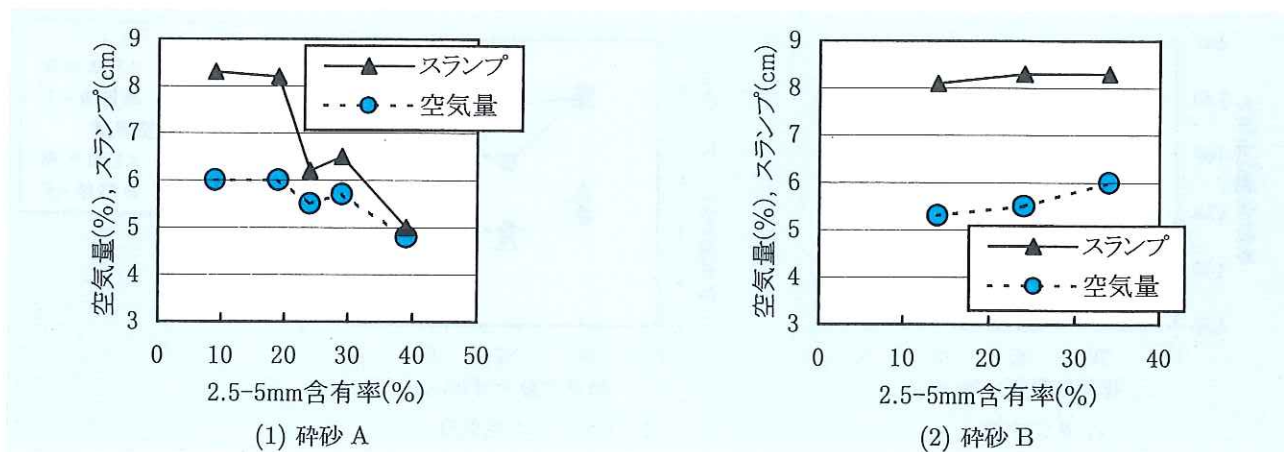 空気量(%), スランプ(cm)
9
8
7
6
5
4
3
0 10 20 30 40 50
スランプ
空気量
2.5-5mm含有率(%)
(1) 砕砂 A
空気量(%), スランプ(cm)
9
8
7
6
5
4
3
0 10 20 30 40
スランプ
空気量
2.5-5mm含有率(%)
(2) 砕砂 B